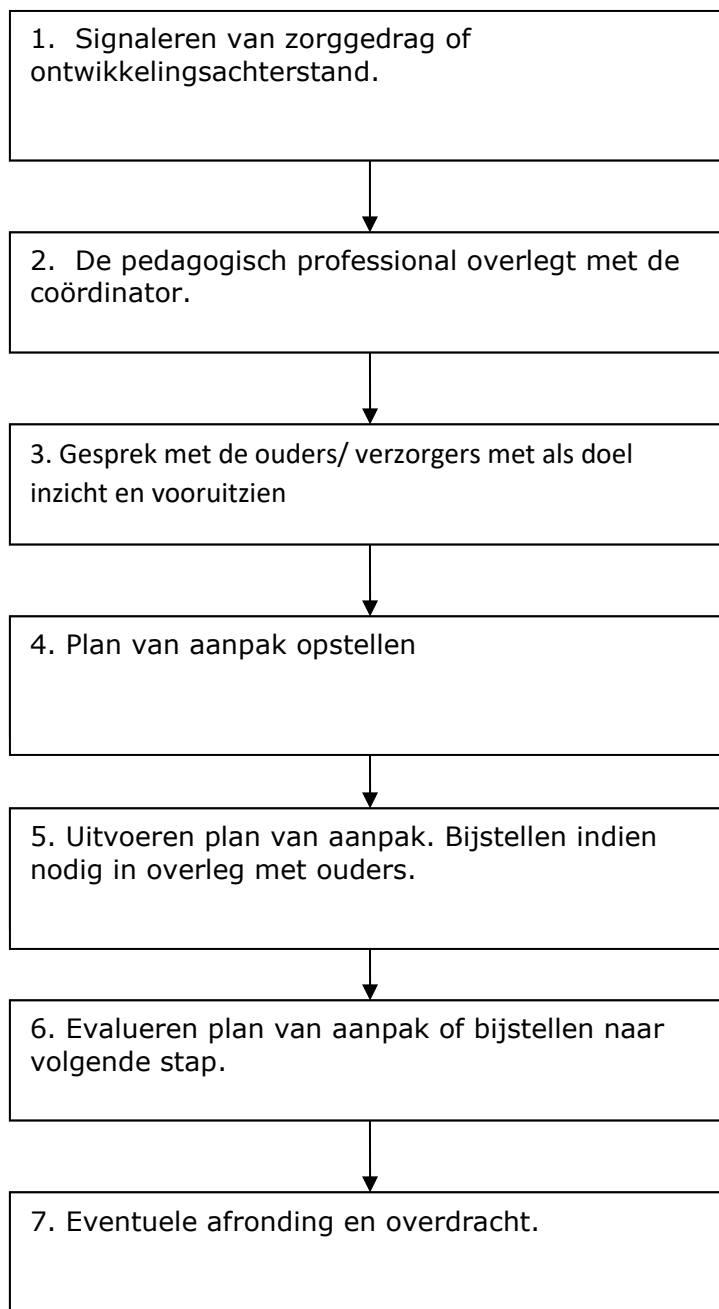 1. Signaleren van zorggedrag of
ontwikkelingsachterstand.
2. De pedagogisch professional overlegt met de
coördinator.
3. Gesprek met de ouders/ verzorgers met als doel
inzicht en vooruitzien
4. Plan van aanpak opstellen
5. Uitvoeren plan van aanpak. Bijstellen indien
nodig in overleg met ouders.
6. Evalueren plan van aanpak of bijstellen naar
volgende stap.
7. Eventuele afronding en overdracht.